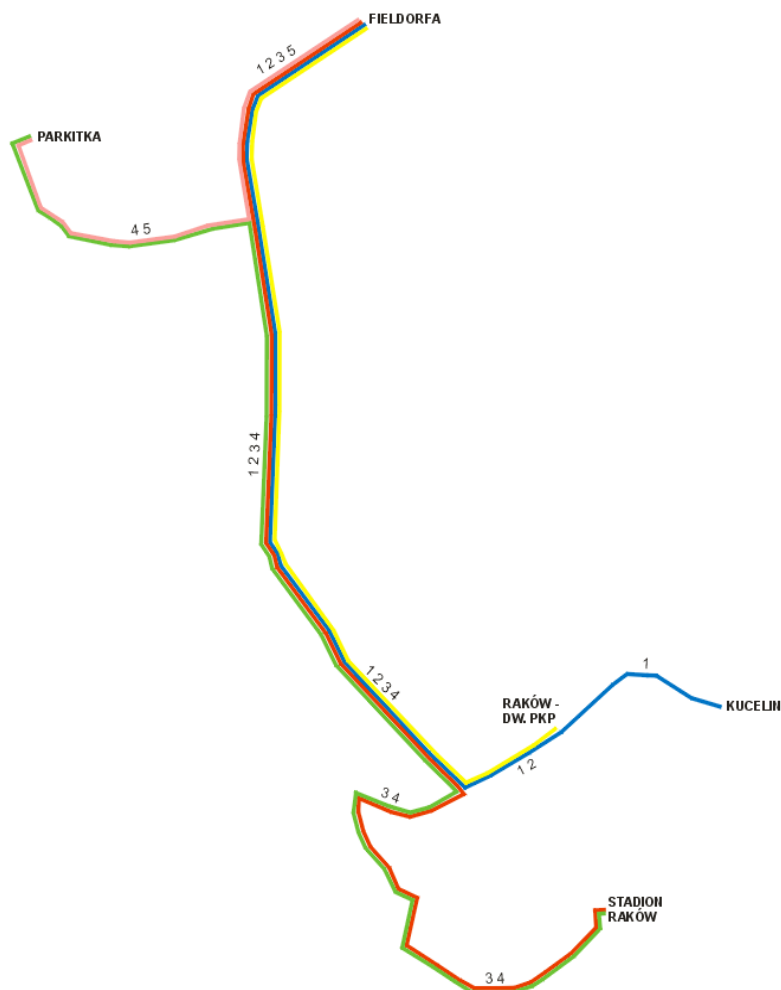 FIELDORFA
1 2 3 5
PARKITKA
4 5
1 2 3 4
1 2 3 4
1
RAKÓW -
DW. PKP
KUCELIN
1 2
3 4
STADION
RAKÓW
3 4